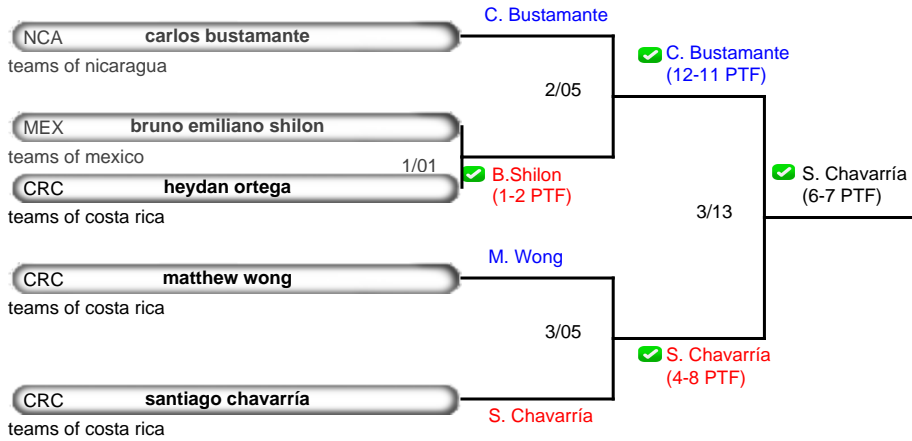 C. Bustamante
NCA carlos bustamante
teams of nicaragua
C. Bustamante
(12-11 PTF)
2/05
MEX bruno emiliano shilon
teams of mexico
1/01
B.Shilon
(1-2 PTF)
CRC heydan ortega
teams of costa rica
S. Chavarría
(6-7 PTF)
3/13
M. Wong
CRC matthew wong
teams of costa rica
3/05
S. Chavarría
(4-8 PTF)
CRC santiago chavarría
S. Chavarría
teams of costa rica